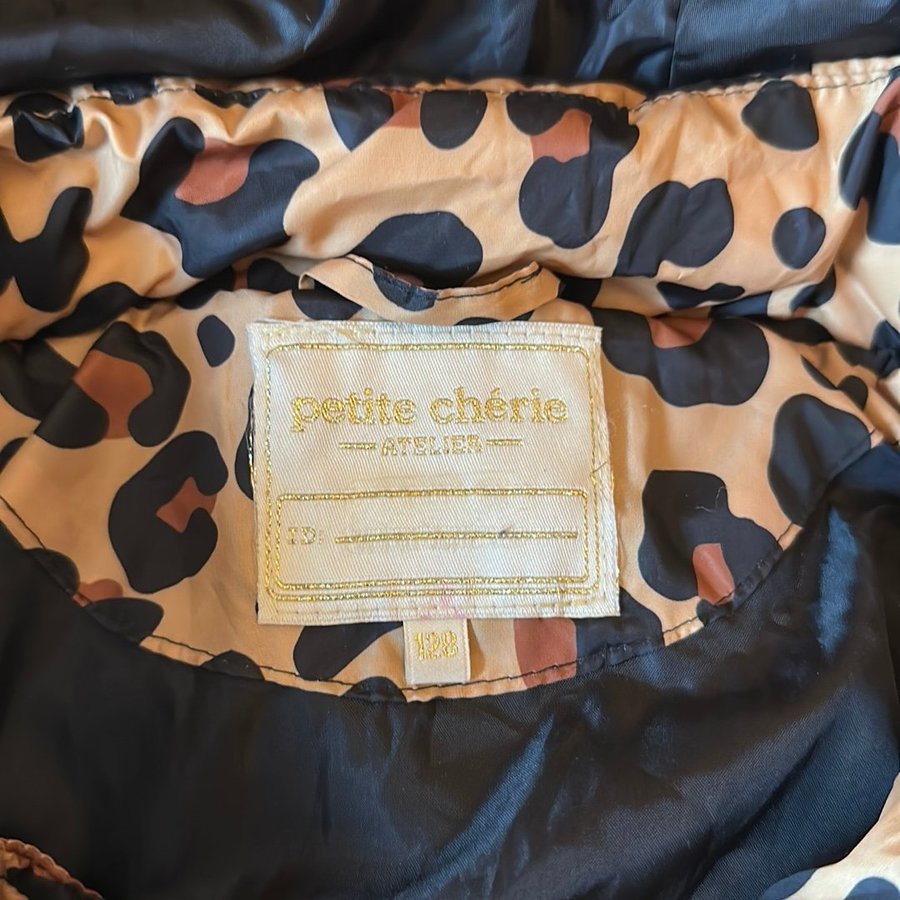 petite chérie
ATELIER
ID:
128